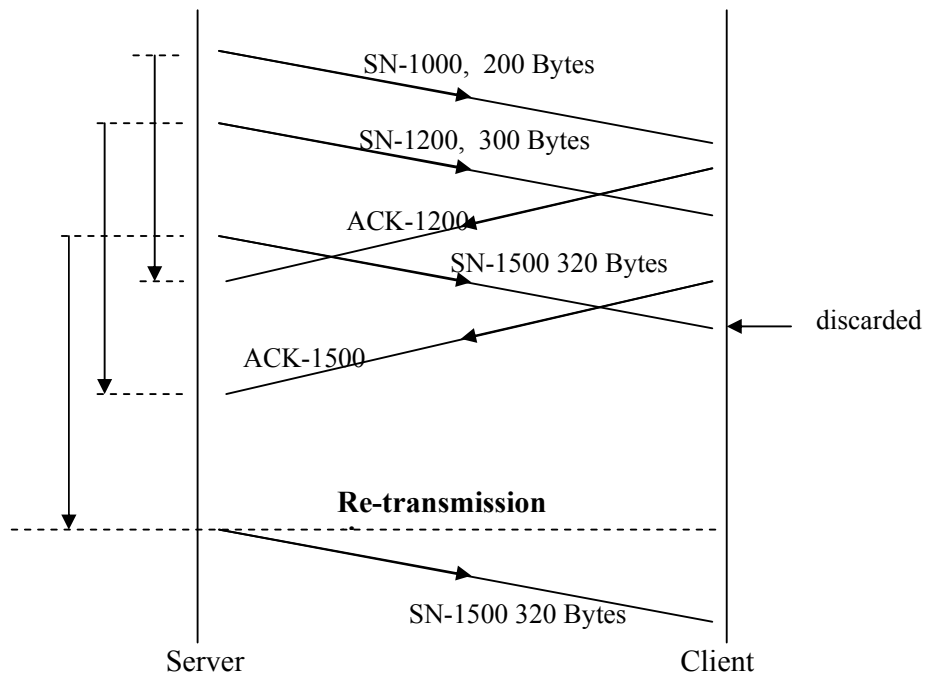 SN-1000, 200 Bytes
SN-1200, 300 Bytes
ACK-1200
SN-1500 320 Bytes
discarded
ACK-1500
Re-transmission
SN-1500 320 Bytes
Server
Client